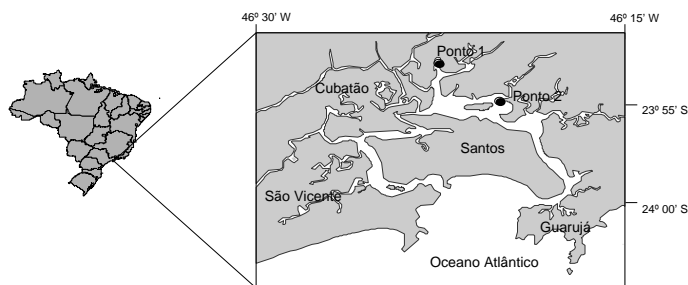 46º 30’ W
46º 15’ W
Ponto 1
Cubatão
Ponto 2
23º 55’ S
Santos
São Vicente
24º 00’ S
Guarujá
Oceano Atlântico